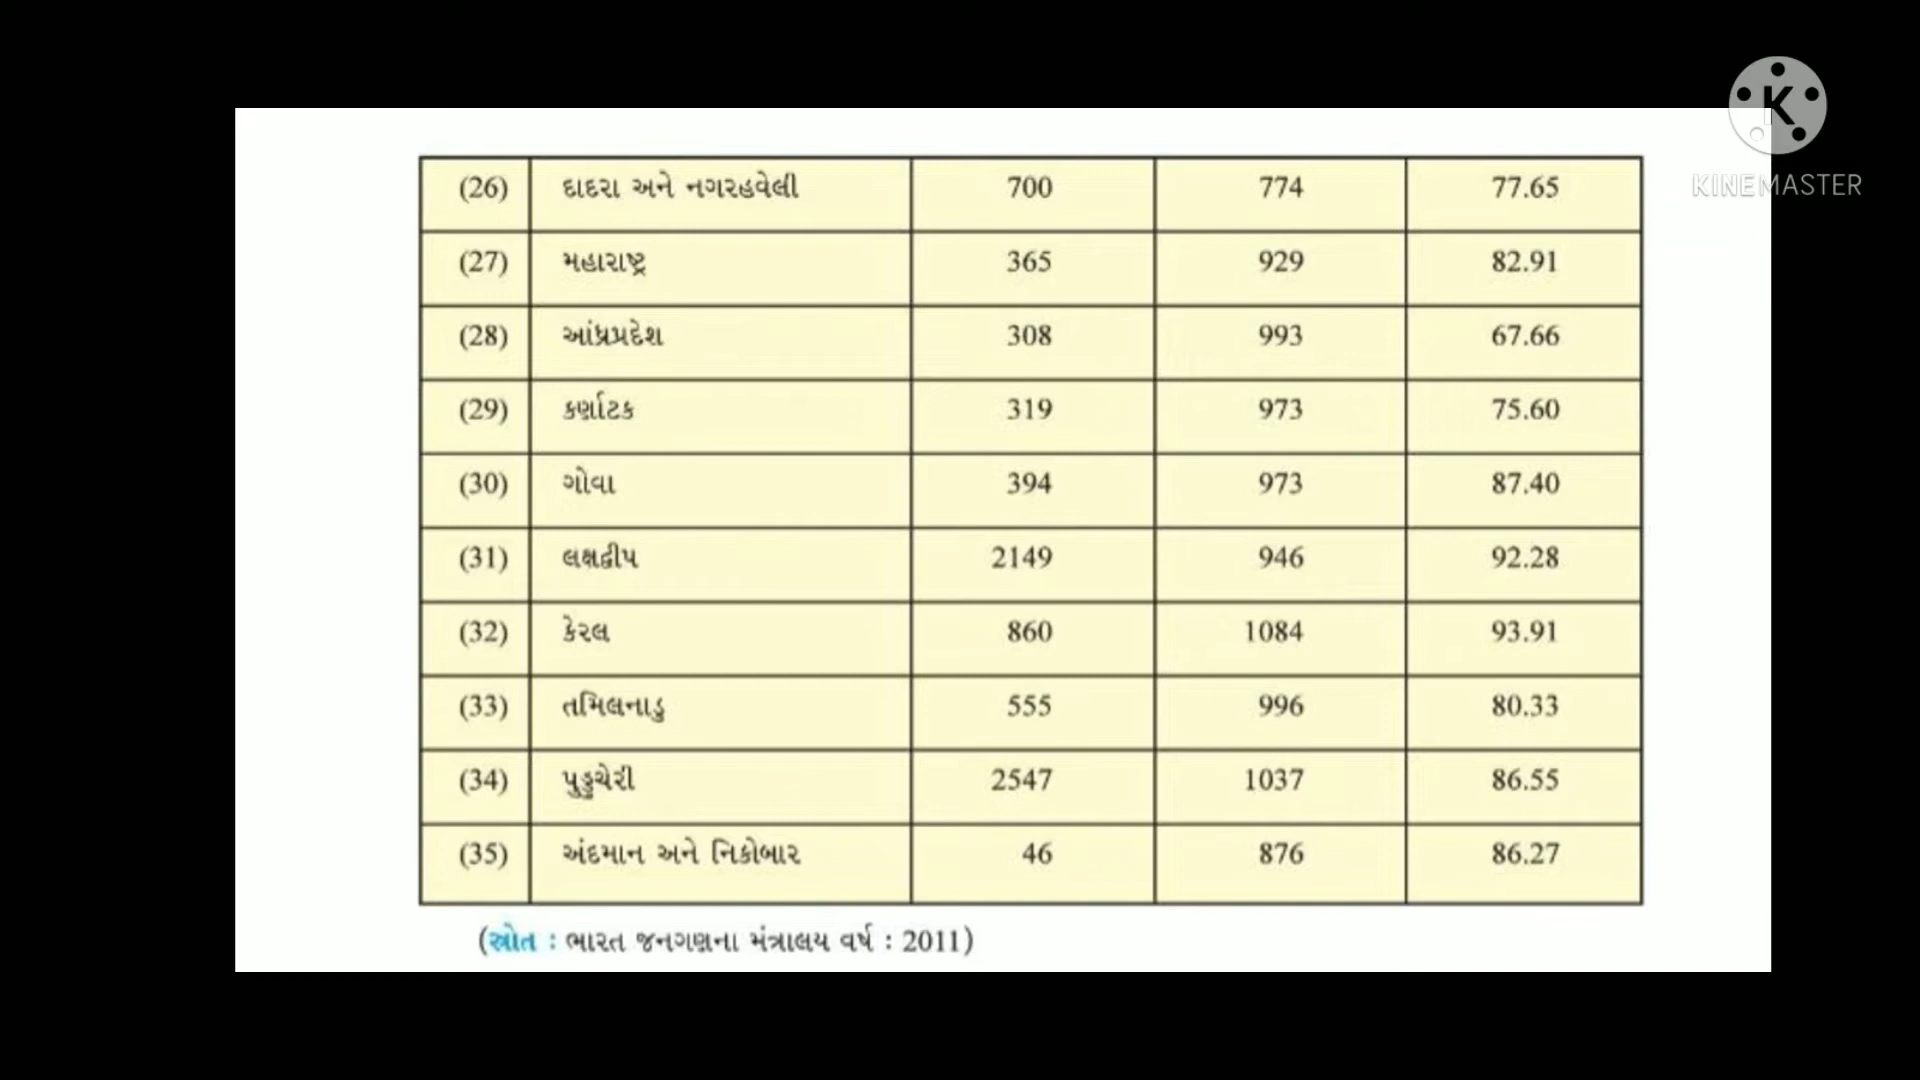 K
KINEMASTER
(26) દાદરા અને નગરહવેલી 700 774 77.65
(27) મહારાષ્ટ્ર 365 929 82.91
(28) આંધ્રપ્રદેશ 308 993 67.66
(29) કર્ણાટક 319 973 75.60
(30) ગોવા 394 973 87.40
(31) લક્ષદ્વીપ 2149 946 92.28
(32) કેરલ 860 1084 93.91
(33) તમિલનાડુ 555 996 80.33
(34) પુડુચેરી 2547 1037 86.55
(35) અંદમાન અને નિકોબાર 46 876 86.27
(સ્રોત : ભારત જનગણના મંત્રાલય વર્ષ : 2011)